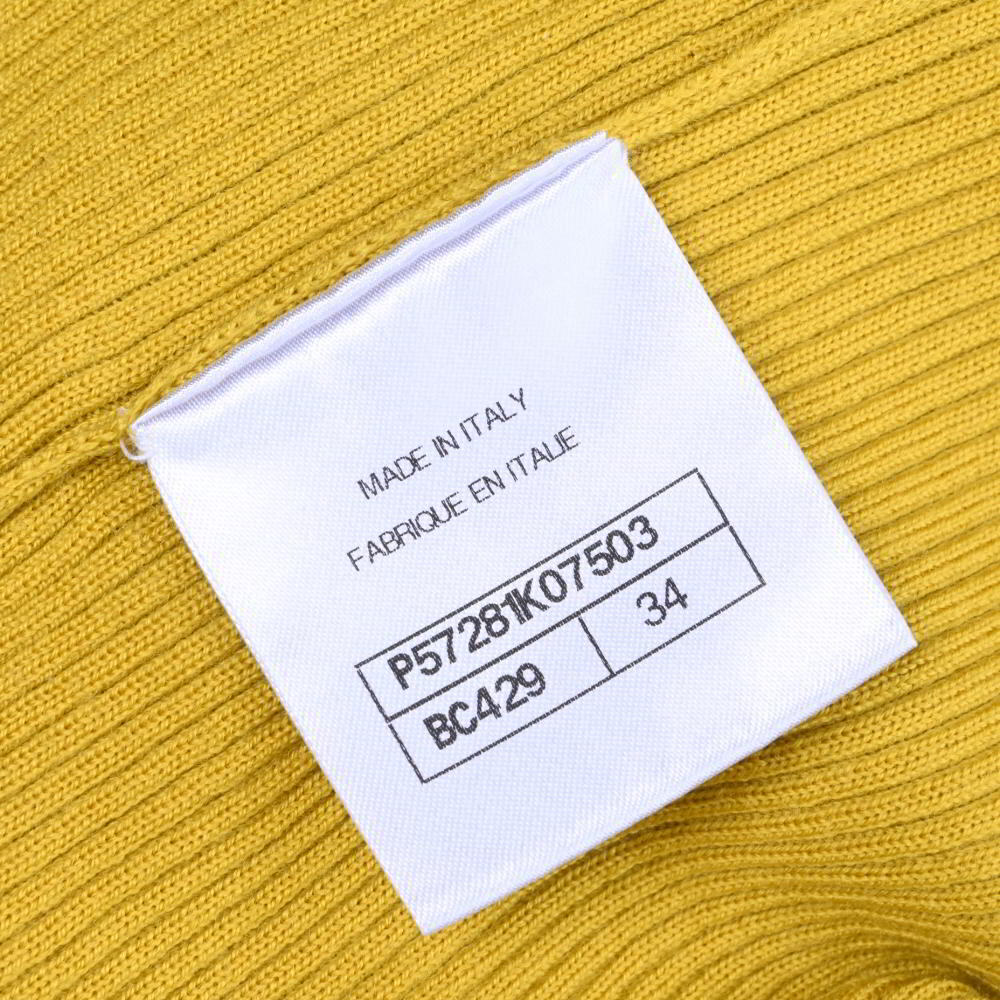 MADE IN ITALY
FABRIQUE EN ITALIE
P57281K07503
BC429 34